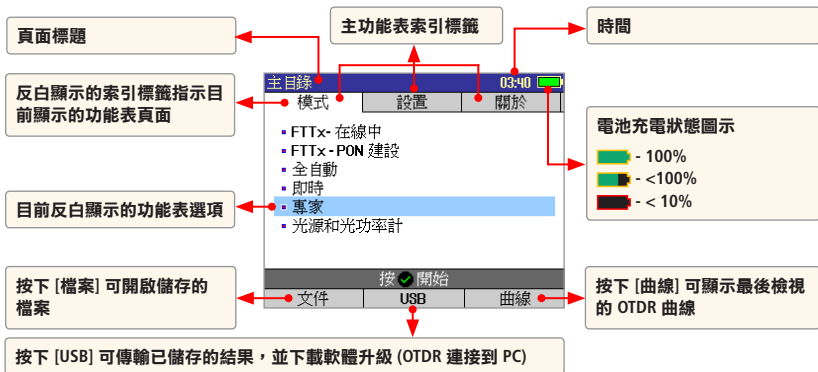 頁面標題
主功能表索引標籤
時間
反白顯示的索引標籤指示目
前顯示的功能表頁面
主目錄
03:40
模式
設置
關於
FTTx- 在線中
FTTx - PON 建設
全自動
即時
專家
光源和光功率計
電池充電狀態圖示
- 100%
- <100%
- < 10%
目前反白顯示的功能表選項
按 開始
文件
USB
曲線
按下 [檔案] 可開啟儲存的
檔案
按下 [曲線] 可顯示最後檢視
的 OTDR 曲線
按下 [USB] 可傳輸已儲存的結果，並下載軟體升級 (OTDR 連接到 PC)